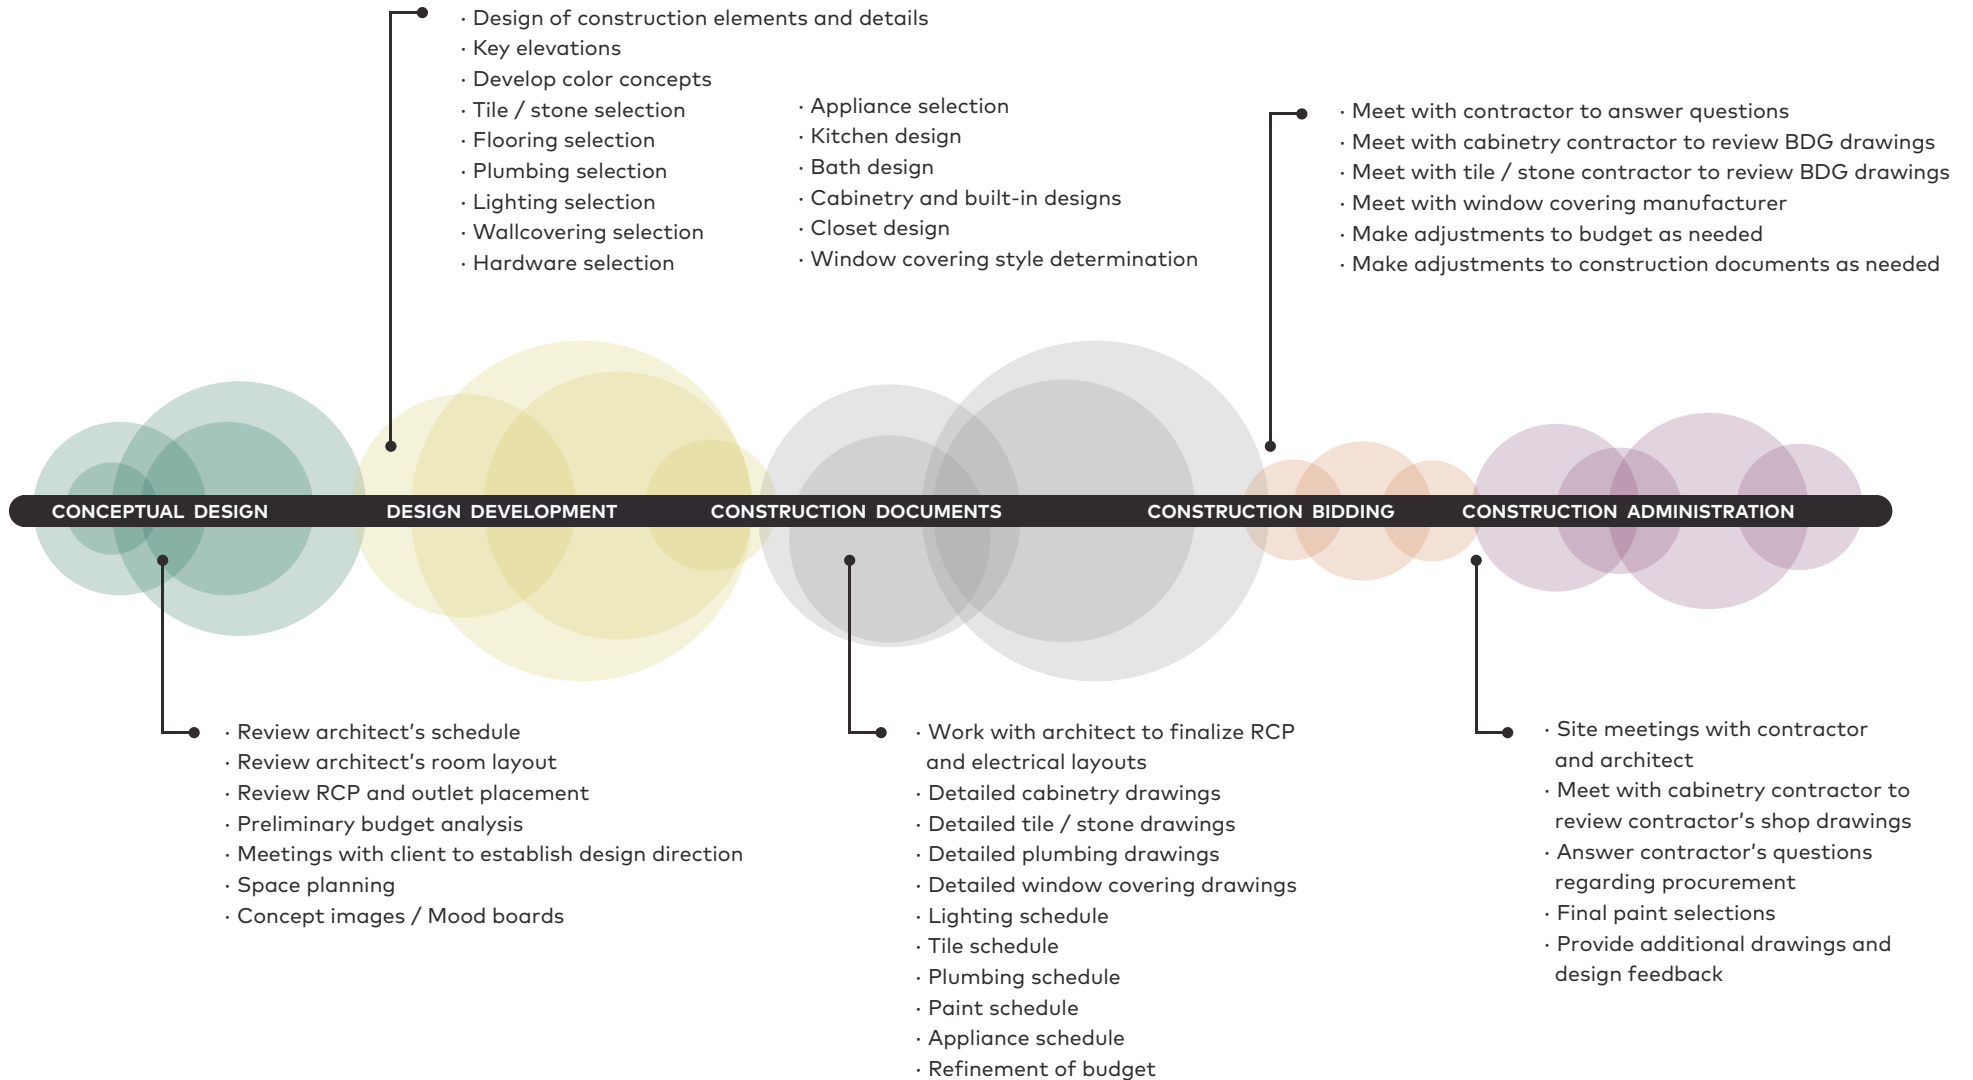 · Design of construction elements and details
· Key elevations
· Develop color concepts
· Tile / stone selection
· Flooring selection
· Plumbing selection
· Lighting selection
· Wallcovering selection
· Hardware selection
· Appliance selection
· Kitchen design
· Bath design
· Cabinetry and built-in designs
· Closet design
· Window covering style determination
· Meet with contractor to answer questions
· Meet with cabinetry contractor to review BDG drawings
· Meet with tile / stone contractor to review BDG drawings
· Meet with window covering manufacturer
· Make adjustments to budget as needed
· Make adjustments to construction documents as needed
CONCEPTUAL DESIGN
DESIGN DEVELOPMENT
CONSTRUCTION DOCUMENTS
CONSTRUCTION BIDDING
CONSTRUCTION ADMINISTRATION
· Review architect’s schedule
· Review architect’s room layout
· Review RCP and outlet placement
· Preliminary budget analysis
· Meetings with client to establish design direction
· Space planning
· Concept images / Mood boards
· Work with architect to finalize RCP
and electrical layouts
· Detailed cabinetry drawings
· Detailed tile / stone drawings
· Detailed plumbing drawings
· Detailed window covering drawings
· Lighting schedule
· Tile schedule
· Plumbing schedule
· Paint schedule
· Appliance schedule
· Refinement of budget
· Site meetings with contractor
and architect
· Meet with cabinetry contractor to
review contractor’s shop drawings
· Answer contractor’s questions
regarding procurement
· Final paint selections
· Provide additional drawings and
design feedback